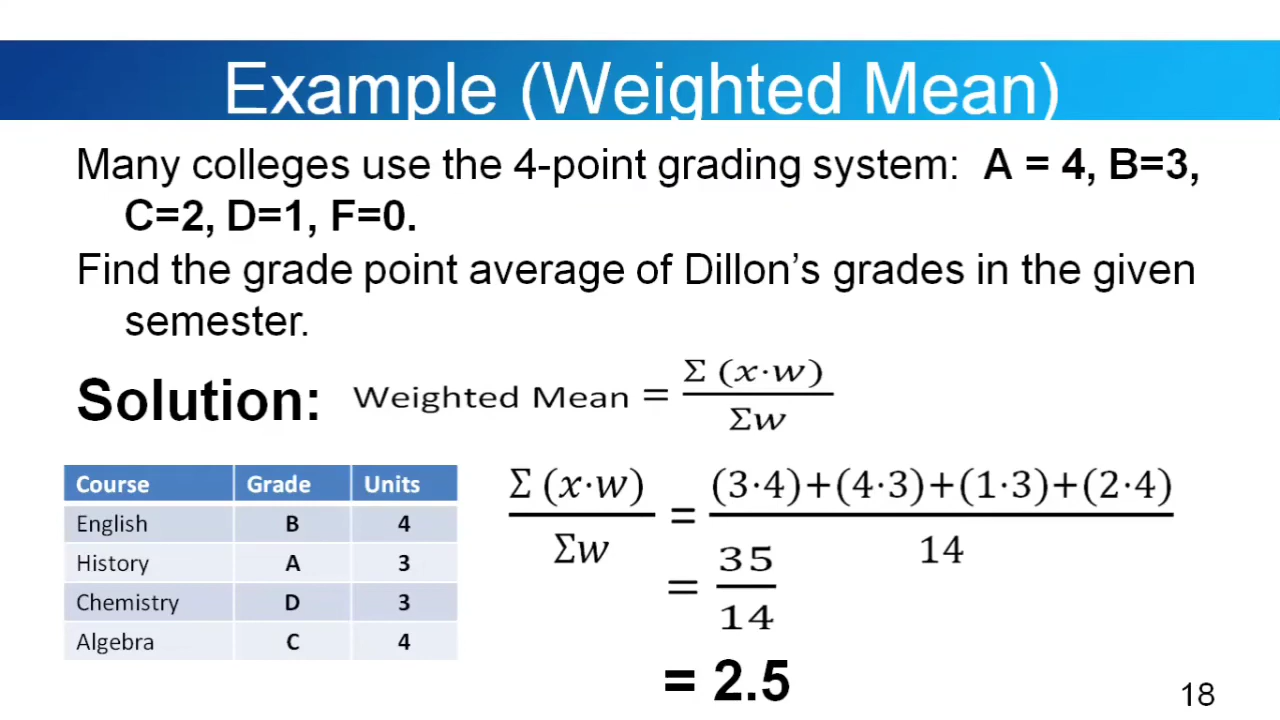 Example (Weighted Mean)
Many colleges use the 4-point grading system: A = 4, B=3,
C=2, D=1, F=0.
Find the grade point average of Dillon’s grades in the given
semester.
Solution: Weighted Mean = Σ (x·w) / Σw
Course Grade Units
English B 4
History A 3
Chemistry D 3
Algebra C 4
Σ (x·w) / Σw = (3·4)+(4·3)+(1·3)+(2·4) / 14
= 35 / 14
= 2.5
18